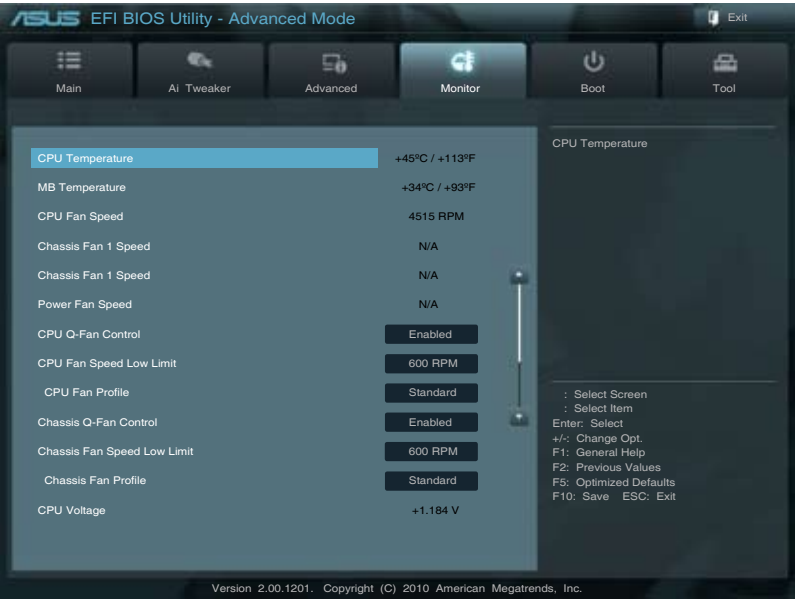 ASUS EFI BIOS Utility - Advanced Mode
Exit
Main
Ai Tweaker
Advanced
Monitor
Boot
Tool
CPU Temperature +45ºC / +113ºF
MB Temperature +34ºC / +93ºF
CPU Fan Speed 4515 RPM
Chassis Fan 1 Speed N/A
Chassis Fan 1 Speed N/A
Power Fan Speed N/A
CPU Q-Fan Control Enabled
CPU Fan Speed Low Limit 600 RPM
CPU Fan Profile Standard
Chassis Q-Fan Control Enabled
Chassis Fan Speed Low Limit 600 RPM
Chassis Fan Profile Standard
CPU Voltage +1.184 V
CPU Temperature
: Select Screen
: Select Item
Enter: Select
+/-: Change Opt.
F1: General Help
F2: Previous Values
F5: Optimized Defaults
F10: Save ESC: Exit
Version 2.00.1201. Copyright (C) 2010 American Megatrends, Inc.